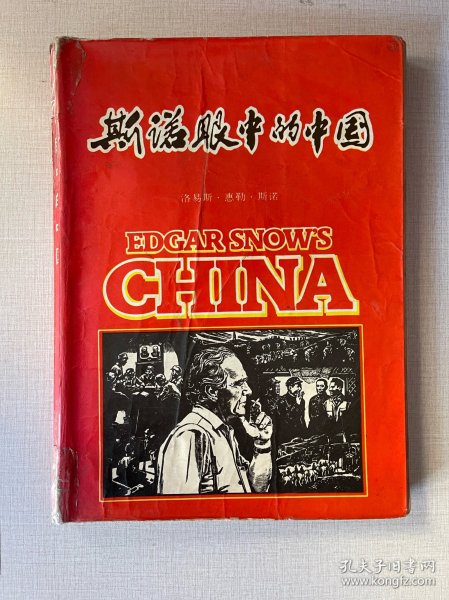 斯诺眼中的中国
洛易斯·惠勒·斯诺
EDGAR SNOW'S
CHINA
孔夫子旧书网
www.kongfz.com